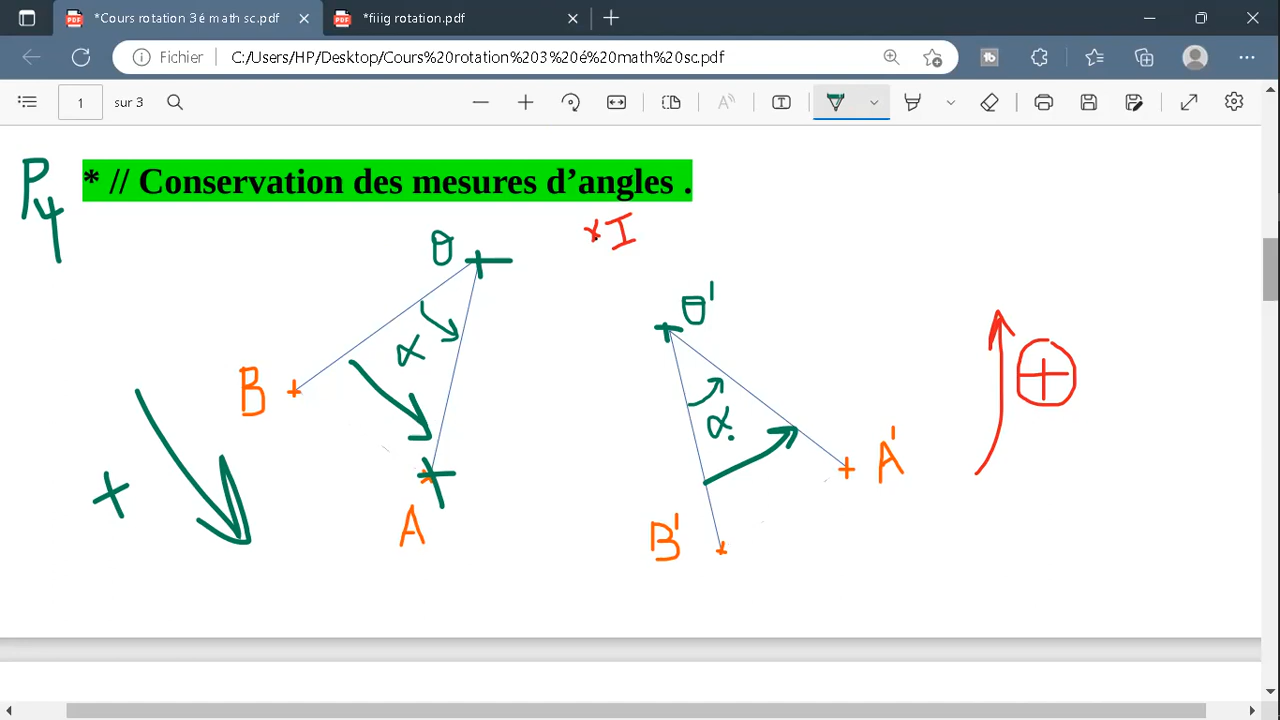 *Cours rotation 3é math sc.pdf
*fiiig rotation.pdf
Fichier
C:/Users/HP/Desktop/Cours%20rotation%203%20é%20math%20sc.pdf
1 sur 3
P4
* // Conservation des mesures d’angles .
*I
O
O'
α
α
B
+
A
A'
B'
+